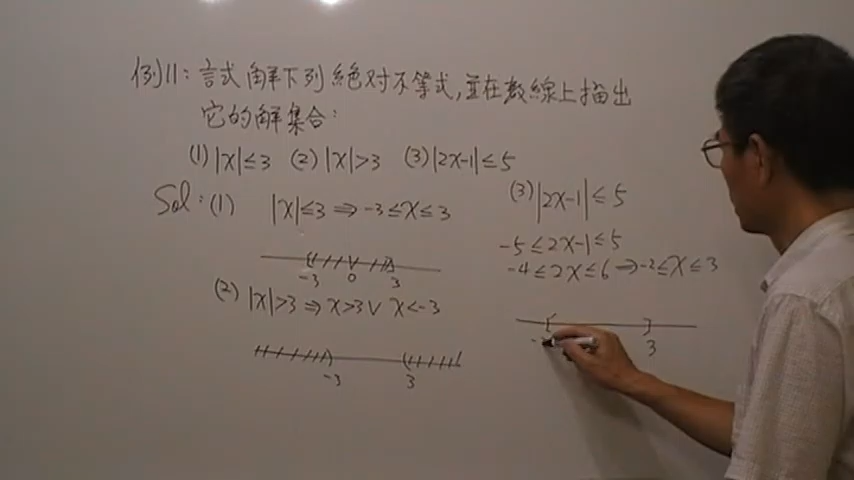 例11：試解下列絕对不等式，並在數線上描出
它的解集合：
(1) |x|≤3 (2) |x|>3 (3) |2x-1|≤5
Sol：(1) |x|≤3 ⇒ -3≤x≤3
-3 0 3
(2) |x|>3 ⇒ x>3 ∨ x<-3
-3 3
(3) |2x-1|≤5
-5≤2x-1≤5
-4≤2x≤6 ⇒ -2≤x≤3
- 3